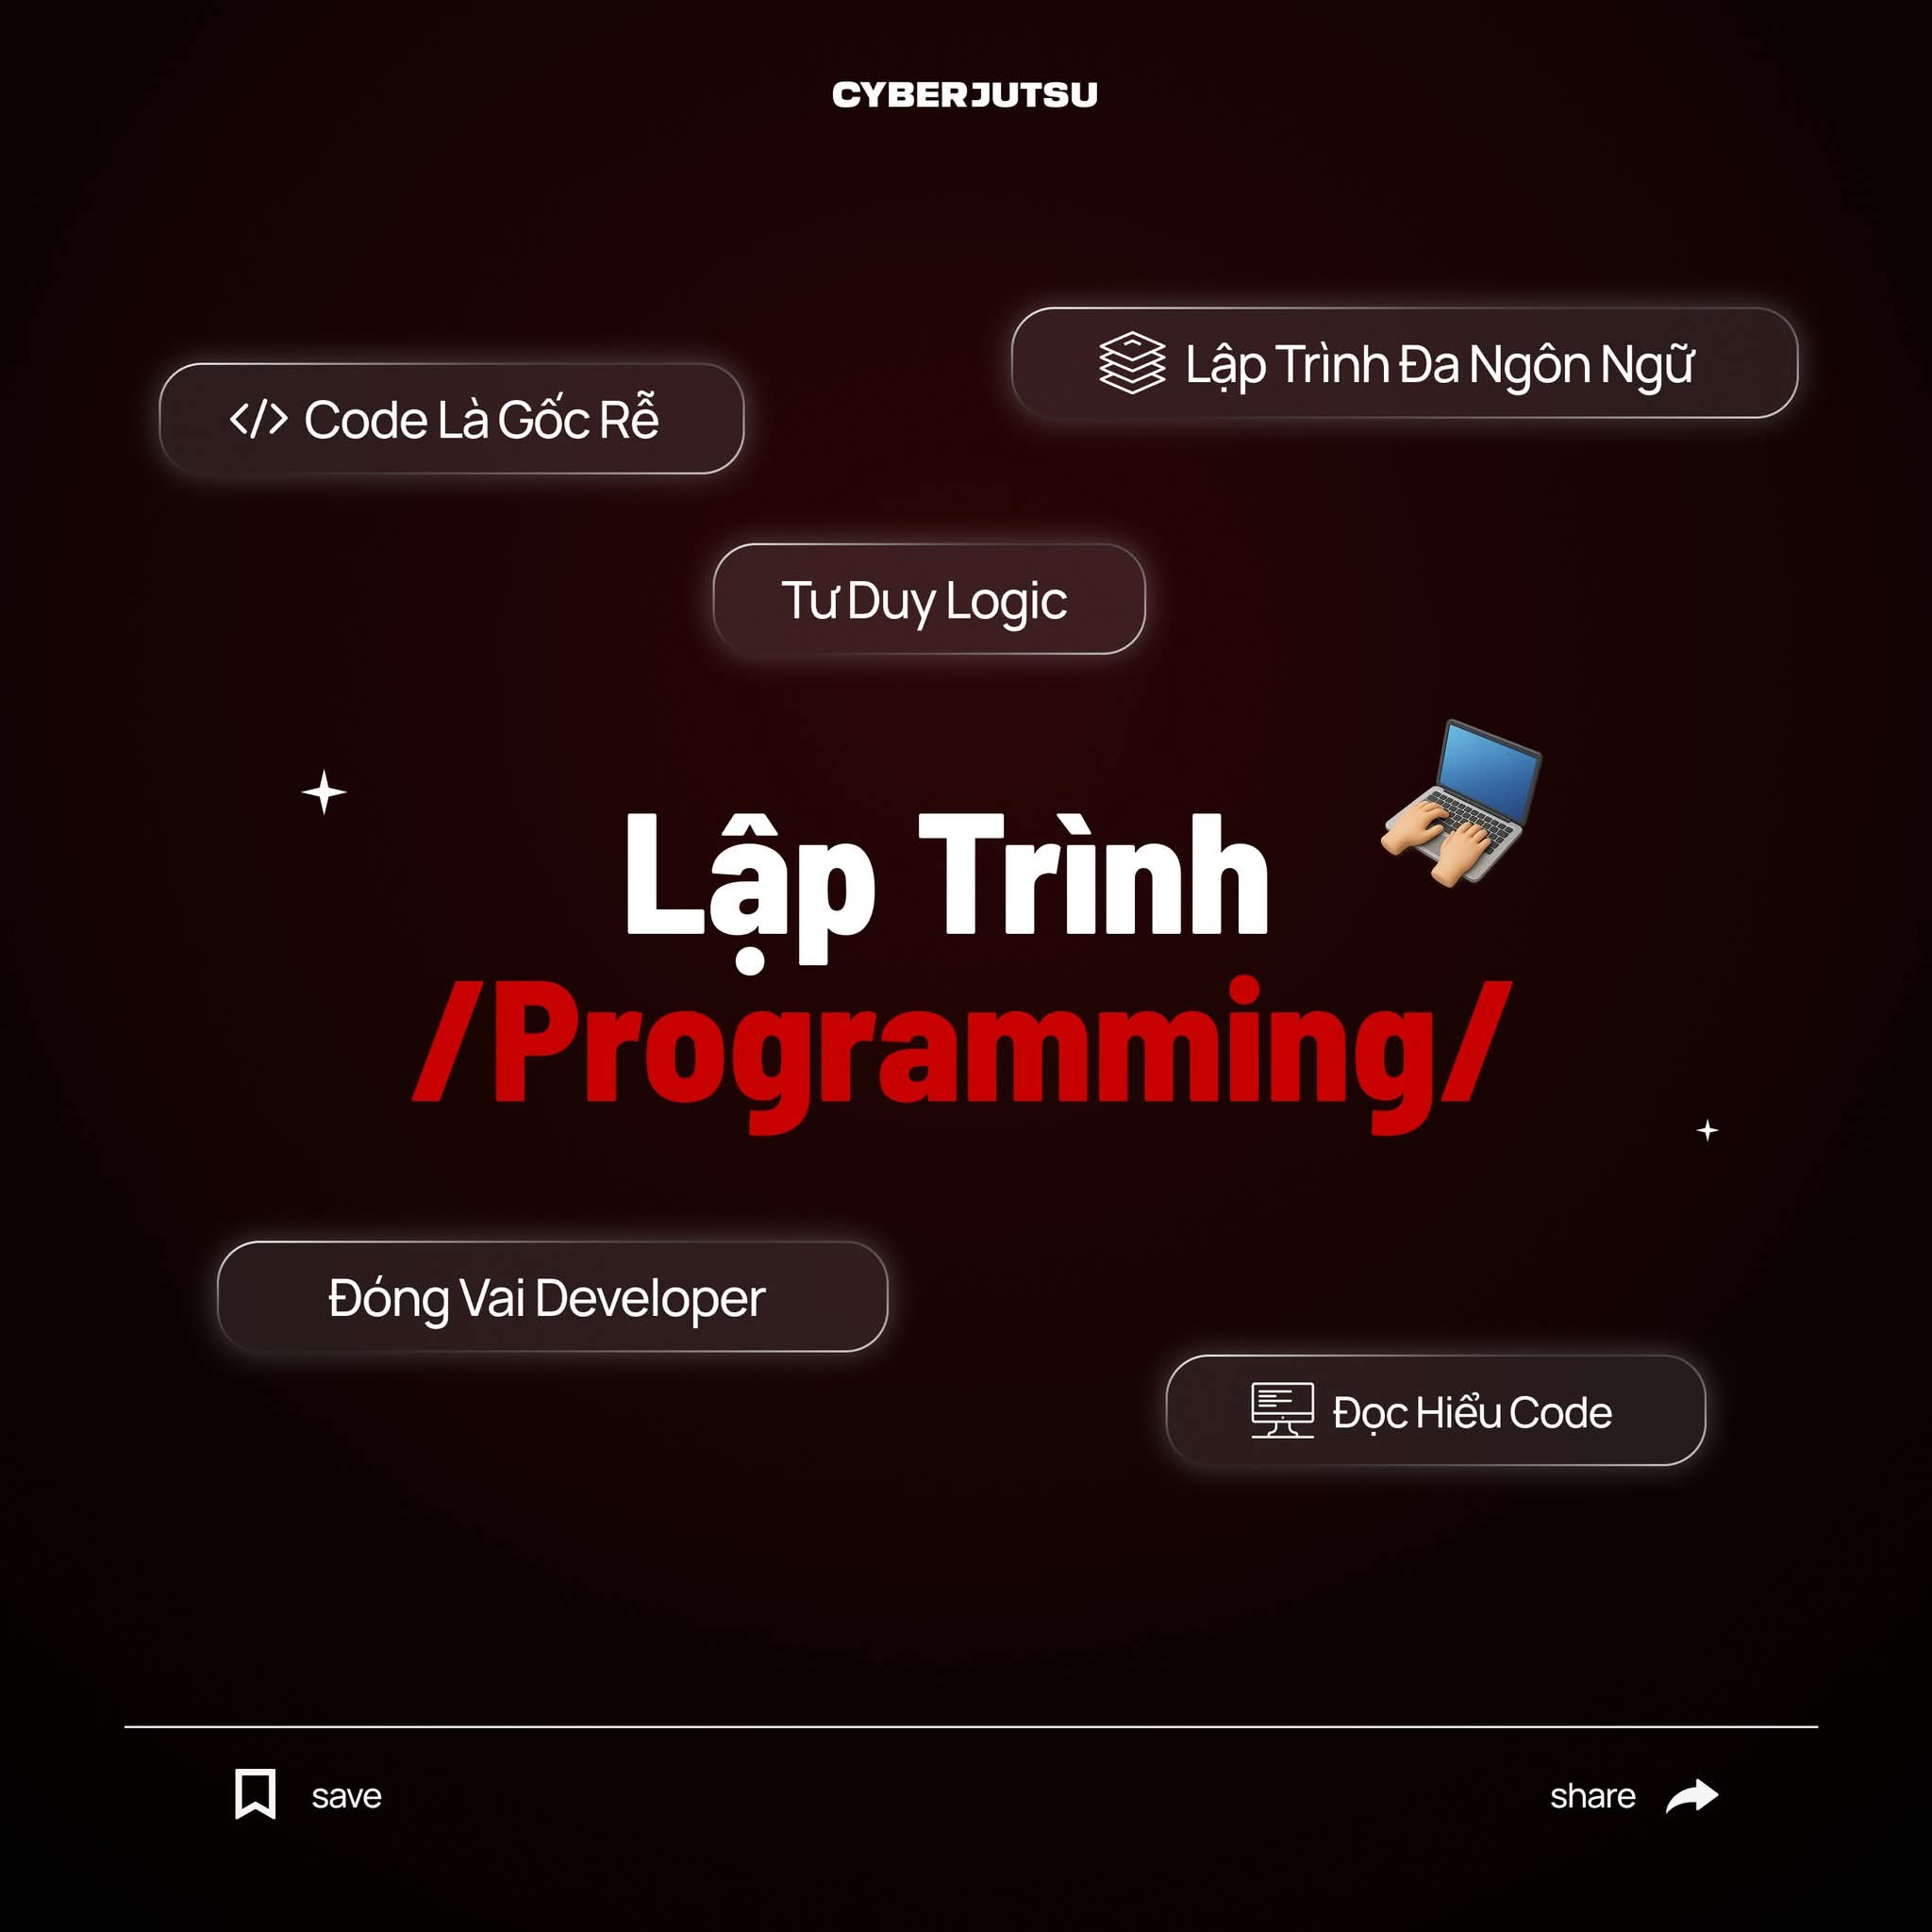 CYBERJUTSU
Lập Trình Đa Ngôn Ngữ
</> Code Là Gốc Rễ
Tư Duy Logic
Lập Trình
/Programming/
Đóng Vai Developer
Đọc Hiểu Code
save
share